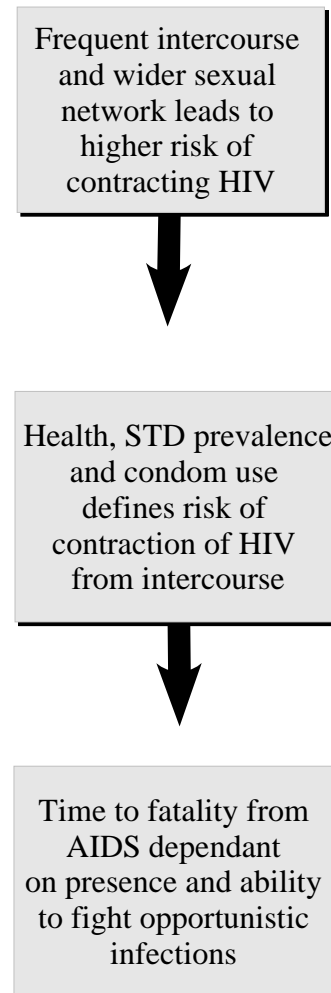 Frequent intercourse
and wider sexual
network leads to
higher risk of
contracting HIV
Health, STD prevalence
and condom use
defines risk of
contraction of HIV
from intercourse
Time to fatality from
AIDS dependant
on presence and ability
to fight opportunistic
infections